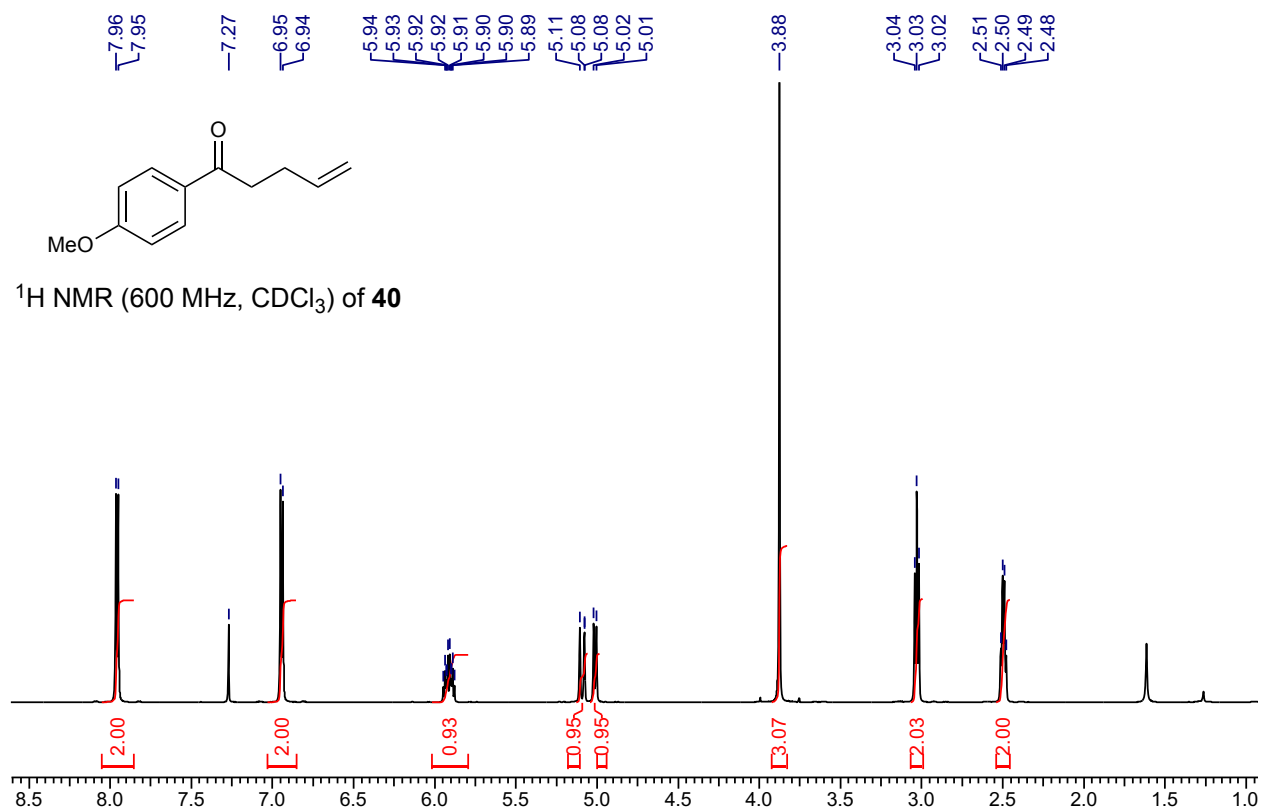 7.96 7.95 7.27 6.95 6.94 5.94 5.93 5.92 5.92 5.91 5.90 5.90 5.89 5.11 5.08 5.08 5.02 5.01 3.88 3.04 3.03 3.02 2.51 2.50 2.49 2.48
O
MeO
¹H NMR (600 MHz, CDCl₃) of 40
2.00 2.00 0.93 0.95 0.95 3.07 2.03 2.00
8.5 8.0 7.5 7.0 6.5 6.0 5.5 5.0 4.5 4.0 3.5 3.0 2.5 2.0 1.5 1.0